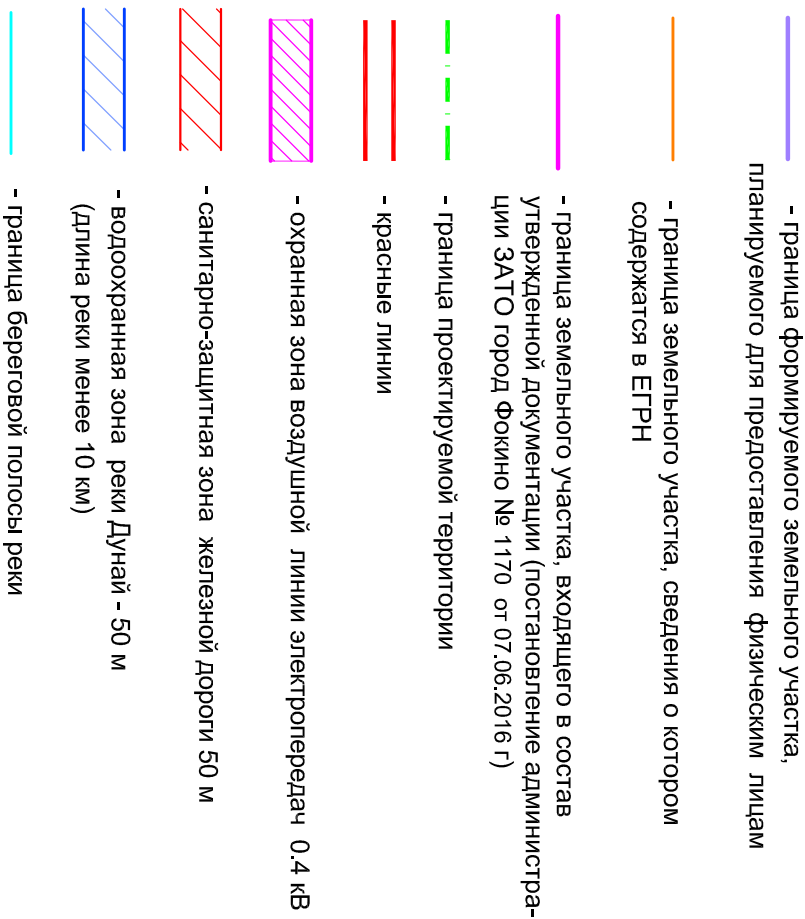 - граница формируемого земельного участка,
планируемого для предоставления физическим лицам
- граница земельного участка, сведения о котором
содержатся в ЕГРН
- граница земельного участка, входящего в состав
утвержденной документации (постановление администра-
ции ЗАТО город Фокино № 1170 от 07.06.2016 г)
- граница проектируемой территории
- красные линии
- охранная зона воздушной линии электропередач 0.4 кВ
- санитарно-защитная зона железной дороги 50 м
- водоохранная зона реки Дунай - 50 м
(длина реки менее 10 км)
- граница береговой полосы реки